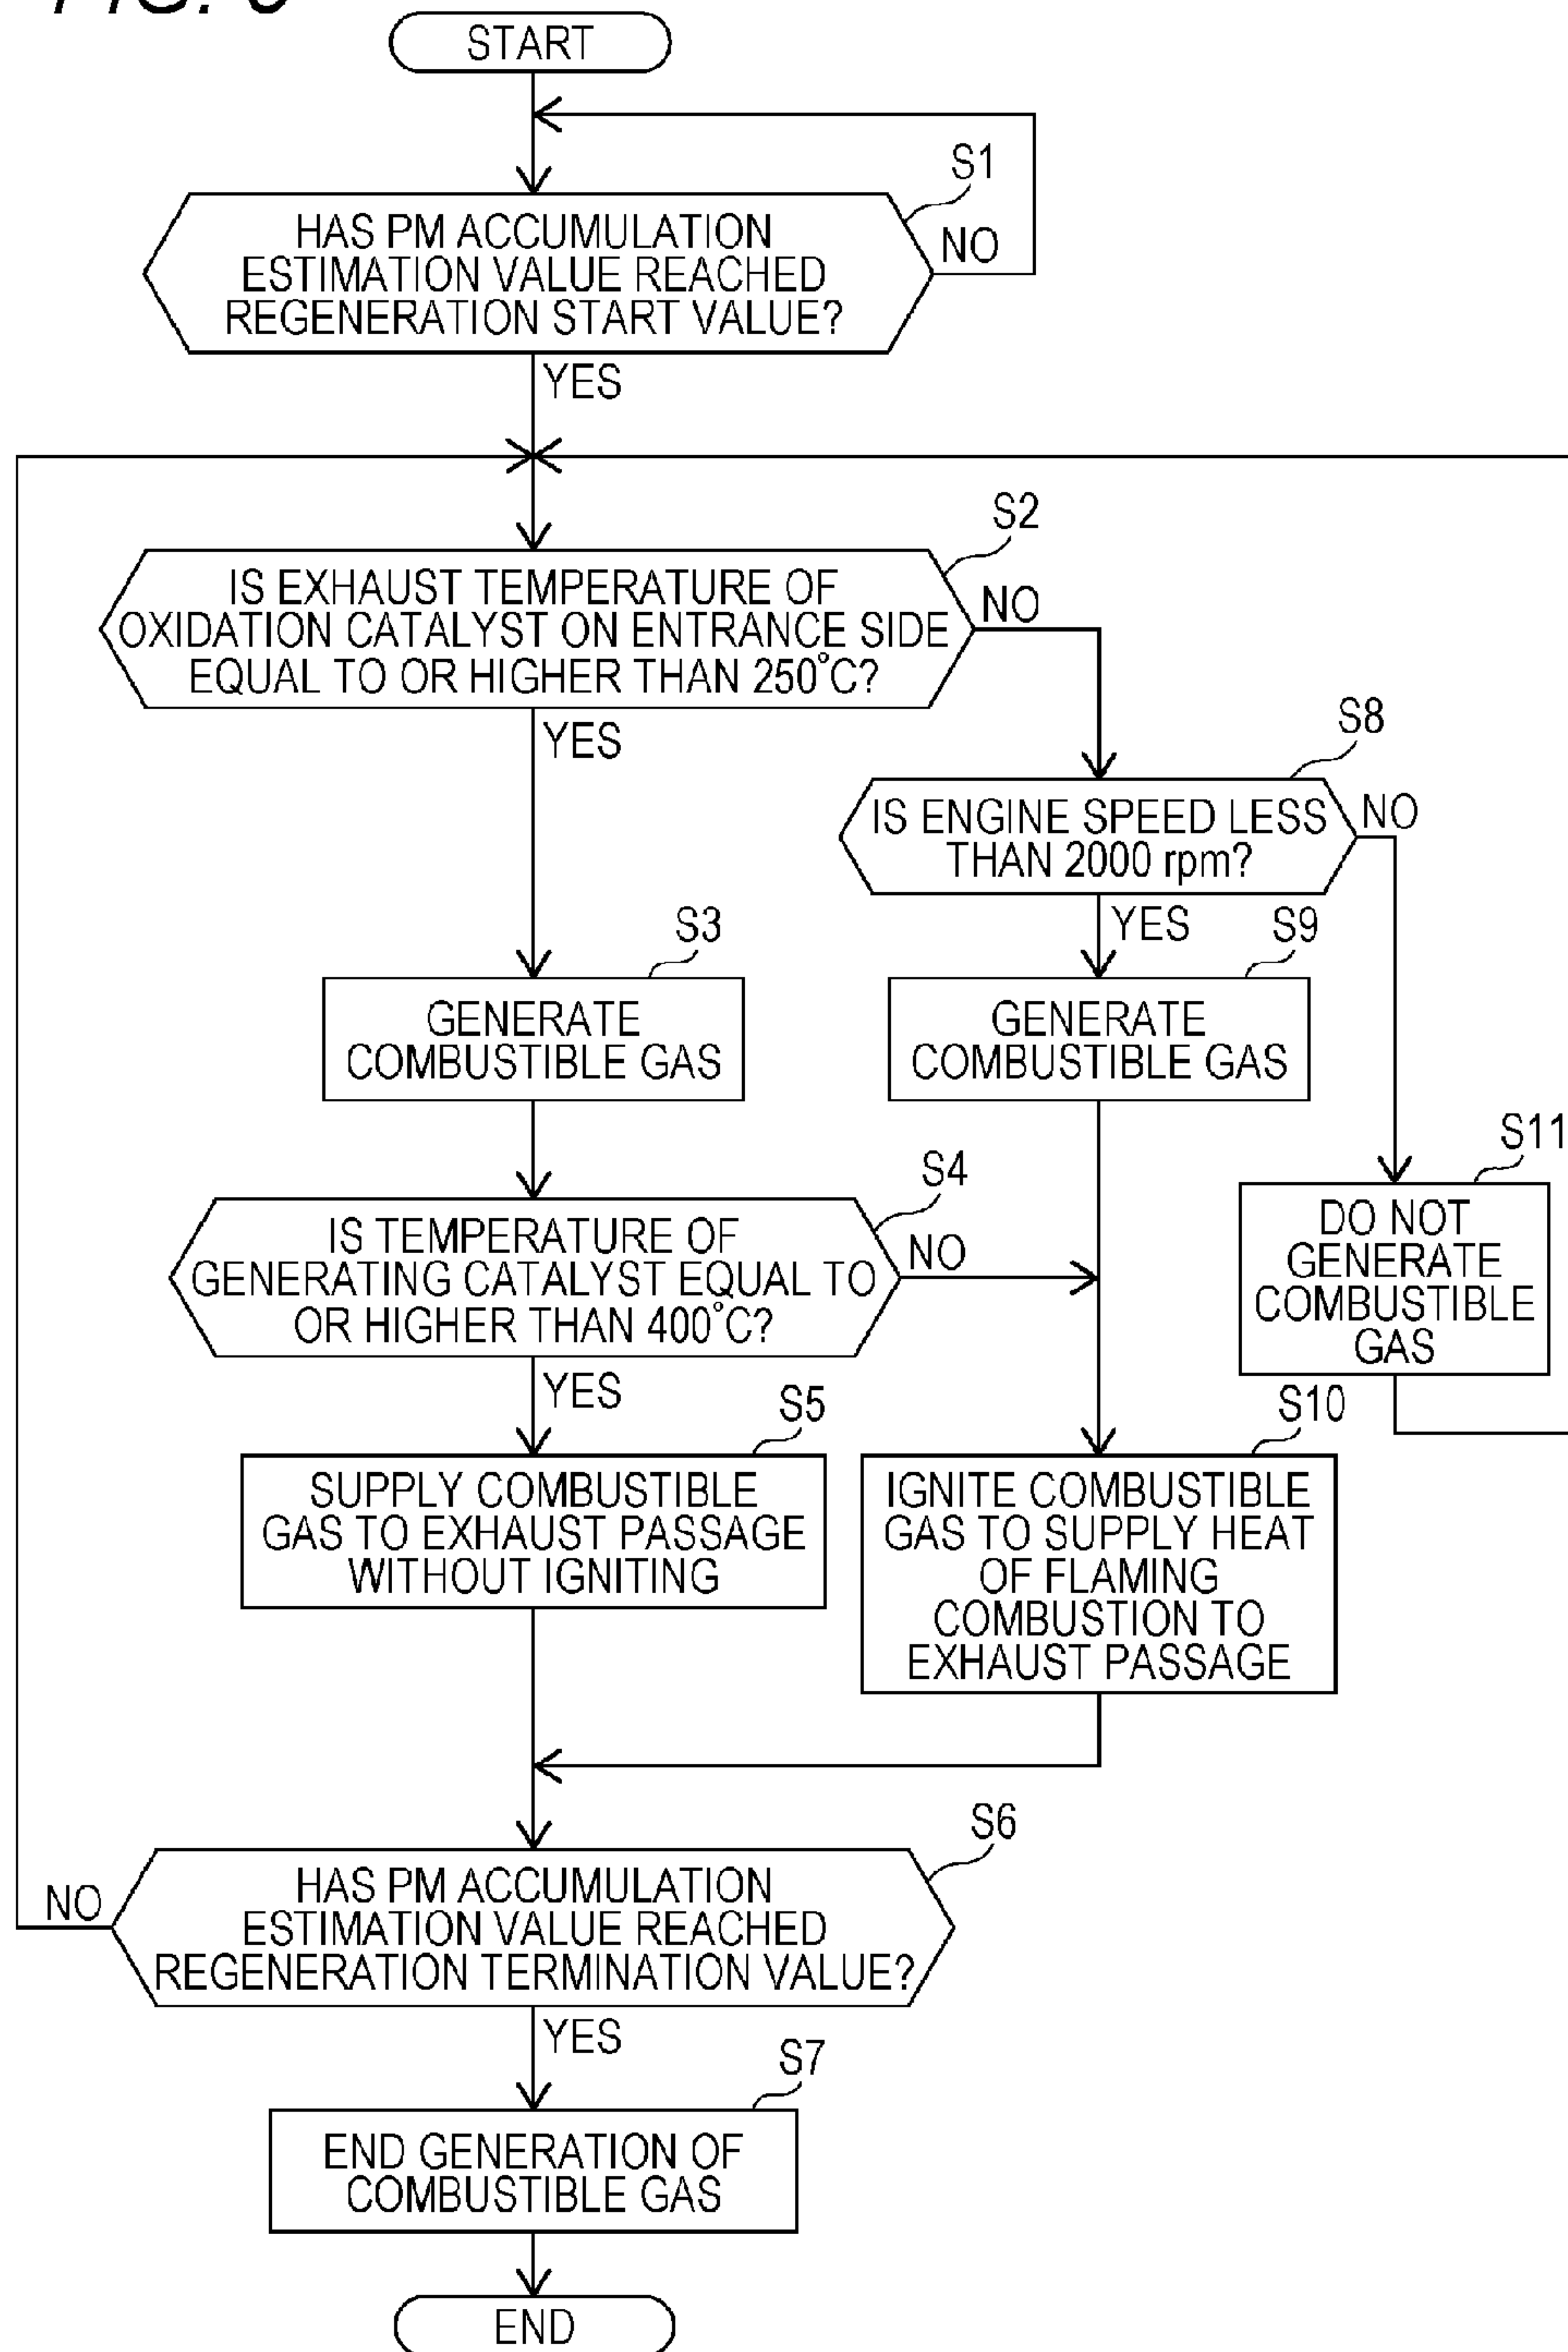 START
S1
HAS PM ACCUMULATION
ESTIMATION VALUE REACHED
REGENERATION START VALUE?
NO
YES
S2
IS EXHAUST TEMPERATURE OF
OXIDATION CATALYST ON ENTRANCE SIDE
EQUAL TO OR HIGHER THAN 250°C?
NO
YES
S8
IS ENGINE SPEED LESS
THAN 2000 rpm?
NO
YES
S3
GENERATE
COMBUSTIBLE GAS
S9
GENERATE
COMBUSTIBLE GAS
S4
IS TEMPERATURE OF
GENERATING CATALYST EQUAL TO
OR HIGHER THAN 400°C?
NO
YES
S11
DO NOT
GENERATE
COMBUSTIBLE
GAS
S5
SUPPLY COMBUSTIBLE
GAS TO EXHAUST PASSAGE
WITHOUT IGNITING
S10
IGNITE COMBUSTIBLE
GAS TO SUPPLY HEAT
OF FLAMING
COMBUSTION TO
EXHAUST PASSAGE
S6
HAS PM ACCUMULATION
ESTIMATION VALUE REACHED
REGENERATION TERMINATION VALUE?
NO
YES
S7
END GENERATION OF
COMBUSTIBLE GAS
END